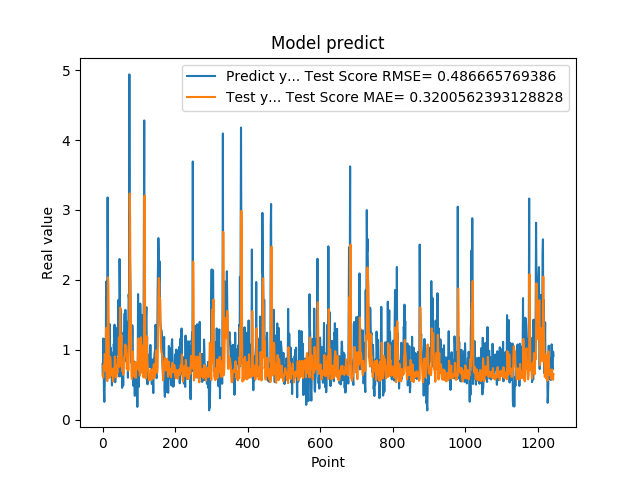 Model predict
Predict y... Test Score RMSE= 0.486665769386
Test y... Test Score MAE= 0.3200562393128828
Real value
5
4
3
2
1
0
0 200 400 600 800 1000 1200
Point